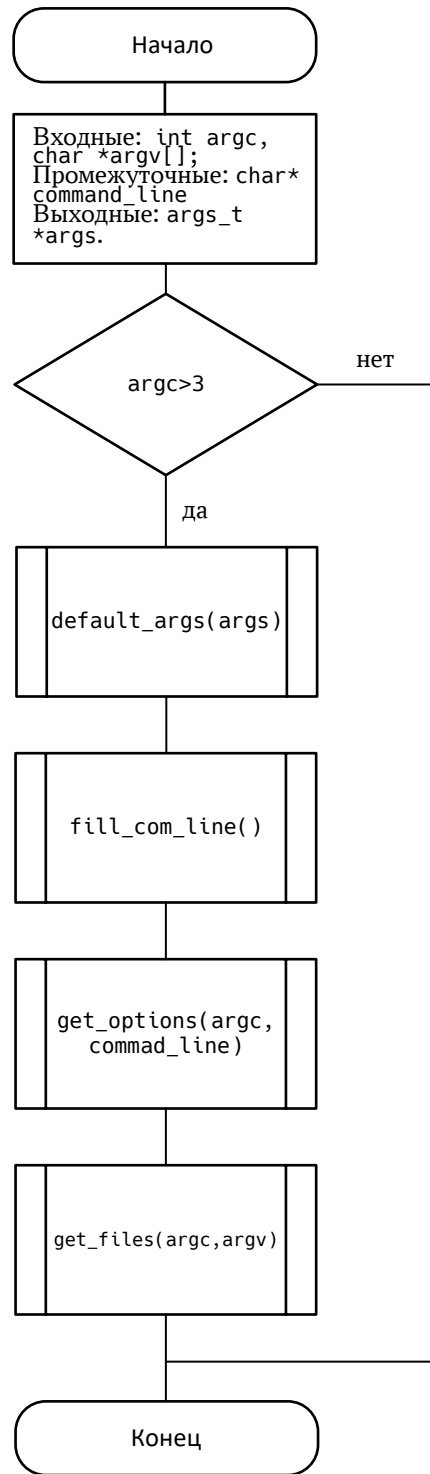 Начало
Входные: int argc,
char *argv[];
Промежуточные: char*
command_line
Выходные: args_t
*args.
argc>3
нет
да
default_args(args)
fill_com_line()
get_options(argc,
commad_line)
get_files(argc,argv)
Конец